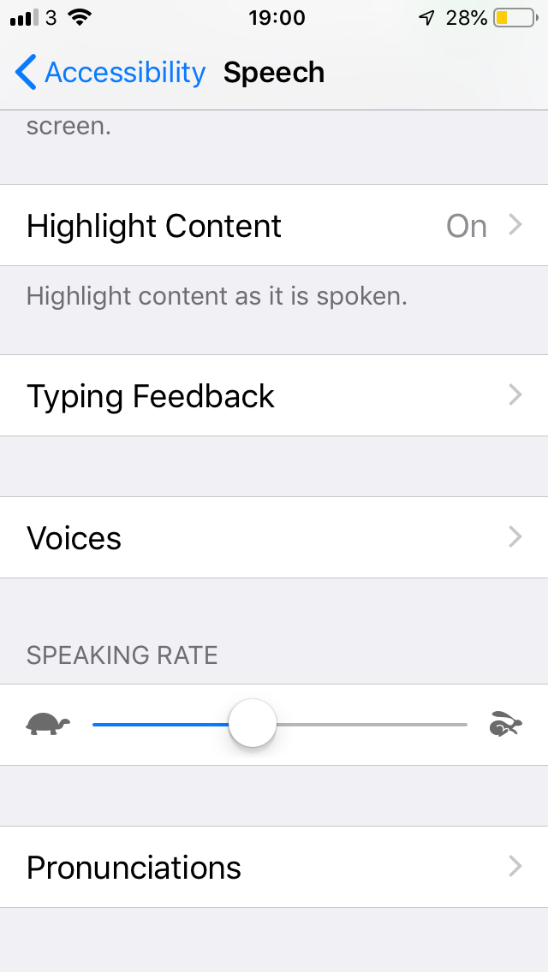 3 19:00 28%
Accessibility Speech
screen.
Highlight Content On
Highlight content as it is spoken.
Typing Feedback
Voices
SPEAKING RATE
Pronunciations